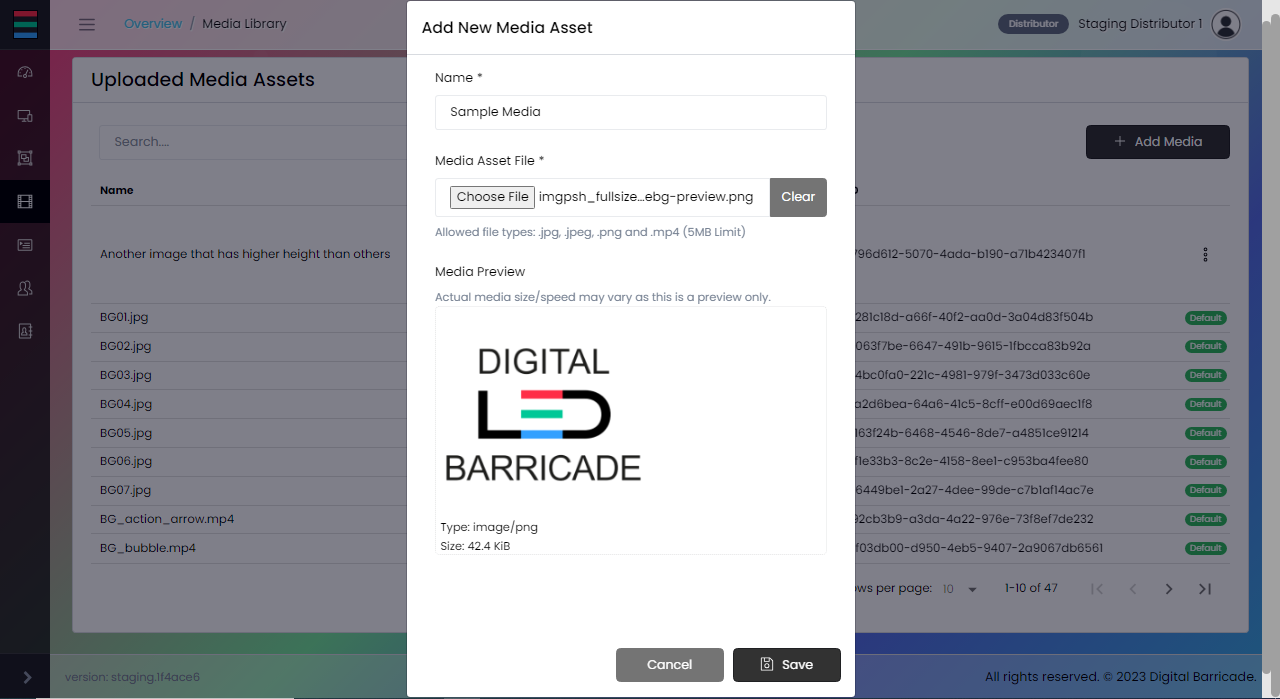 Overview / Media Library
Distributor
Staging Distributor 1
Uploaded Media Assets
Search....
+ Add Media
Name
Another image that has higher height than others
796d612-5070-4ada-b190-a71b423407f1
BG01.jpg
281c18d-a66f-40f2-aa0d-3a04d83f504b
Default
BG02.jpg
063f7be-6647-491b-9615-1fbcca83b92a
Default
BG03.jpg
4bc0fa0-221c-4981-979f-3473d033c60e
Default
BG04.jpg
a2d6bea-64a6-41c5-8cff-e00d69aec1f8
Default
BG05.jpg
163f24b-6468-4546-8de7-a4851ce91214
Default
BG06.jpg
f1e33b3-8c2e-4158-8ee1-c953ba4fee80
Default
BG07.jpg
6449be1-2a27-4dee-99de-c7b1af14ac7e
Default
BG_action_arrow.mp4
92cb3b9-a3da-4a22-976e-73f8ef7de232
Default
BG_bubble.mp4
f03db00-d950-4eb5-9407-2a9067db6561
Default
ows per page: 10
1-10 of 47
version: staging.1f4ace6
All rights reserved. © 2023 Digital Barricade.
Add New Media Asset
Name *
Sample Media
Media Asset File *
Choose File imgpsh_fullsize...ebg-preview.png
Clear
Allowed file types: .jpg, .jpeg, .png and .mp4 (5MB Limit)
Media Preview
Actual media size/speed may vary as this is a preview only.
DIGITAL
LED
BARRICADE
Type: image/png
Size: 42.4 KiB
Cancel
Save